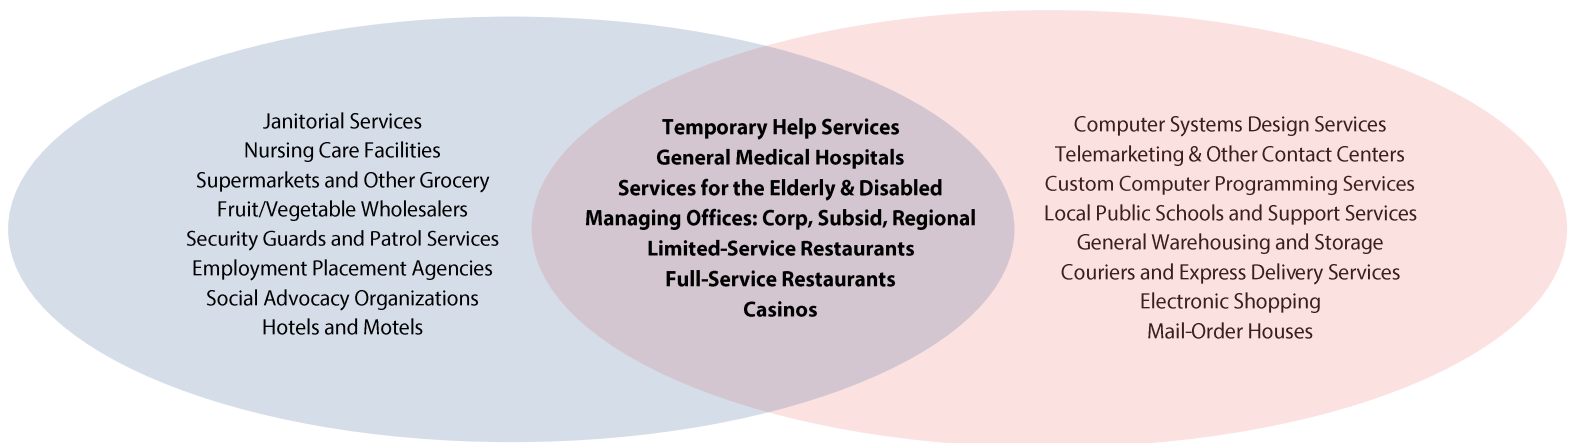 Janitorial Services
Nursing Care Facilities
Supermarkets and Other Grocery
Fruit/Vegetable Wholesalers
Security Guards and Patrol Services
Employment Placement Agencies
Social Advocacy Organizations
Hotels and Motels
Temporary Help Services
General Medical Hospitals
Services for the Elderly & Disabled
Managing Offices: Corp, Subsid, Regional
Limited-Service Restaurants
Full-Service Restaurants
Casinos
Computer Systems Design Services
Telemarketing & Other Contact Centers
Custom Computer Programming Services
Local Public Schools and Support Services
General Warehousing and Storage
Couriers and Express Delivery Services
Electronic Shopping
Mail-Order Houses